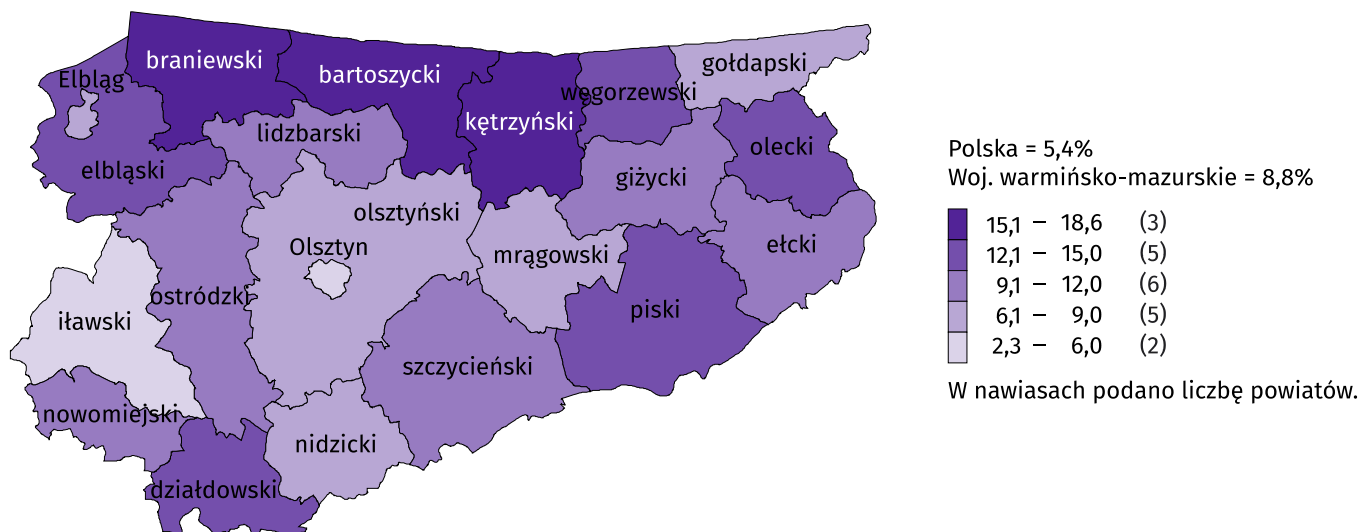 braniewski
bartoszycki
gołdapski
Elbląg
węgorzewski
kętrzyński
lidzbarski
olecki
elbląski
giżycki
olsztyński
Olsztyn
mrągowski
ełcki
ostródzki
iławski
piski
szczycieński
nowomiejski
nidzicki
działdowski
Polska = 5,4%
Woj. warmińsko-mazurskie = 8,8%
15,1 – 18,6 (3)
12,1 – 15,0 (5)
9,1 – 12,0 (6)
6,1 – 9,0 (5)
2,3 – 6,0 (2)
W nawiasach podano liczbę powiatów.